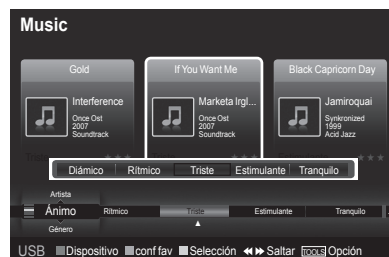 Music
Gold
If You Want Me
Black Capricorn Day
Interference
Once Ost
2007
Soundtrack
Marketa Irgl...
Once Ost
2007
Soundtrack
Jamiroquai
Synkronized
1999
Acid Jazz
Diámico Rítmico Triste Estimulante Tranquilo
Artista
Ánimo Rítmico Triste Estimulante Tranquilo
Género
USB Dispositivo conf fav Selección Saltar TOOLS Opción